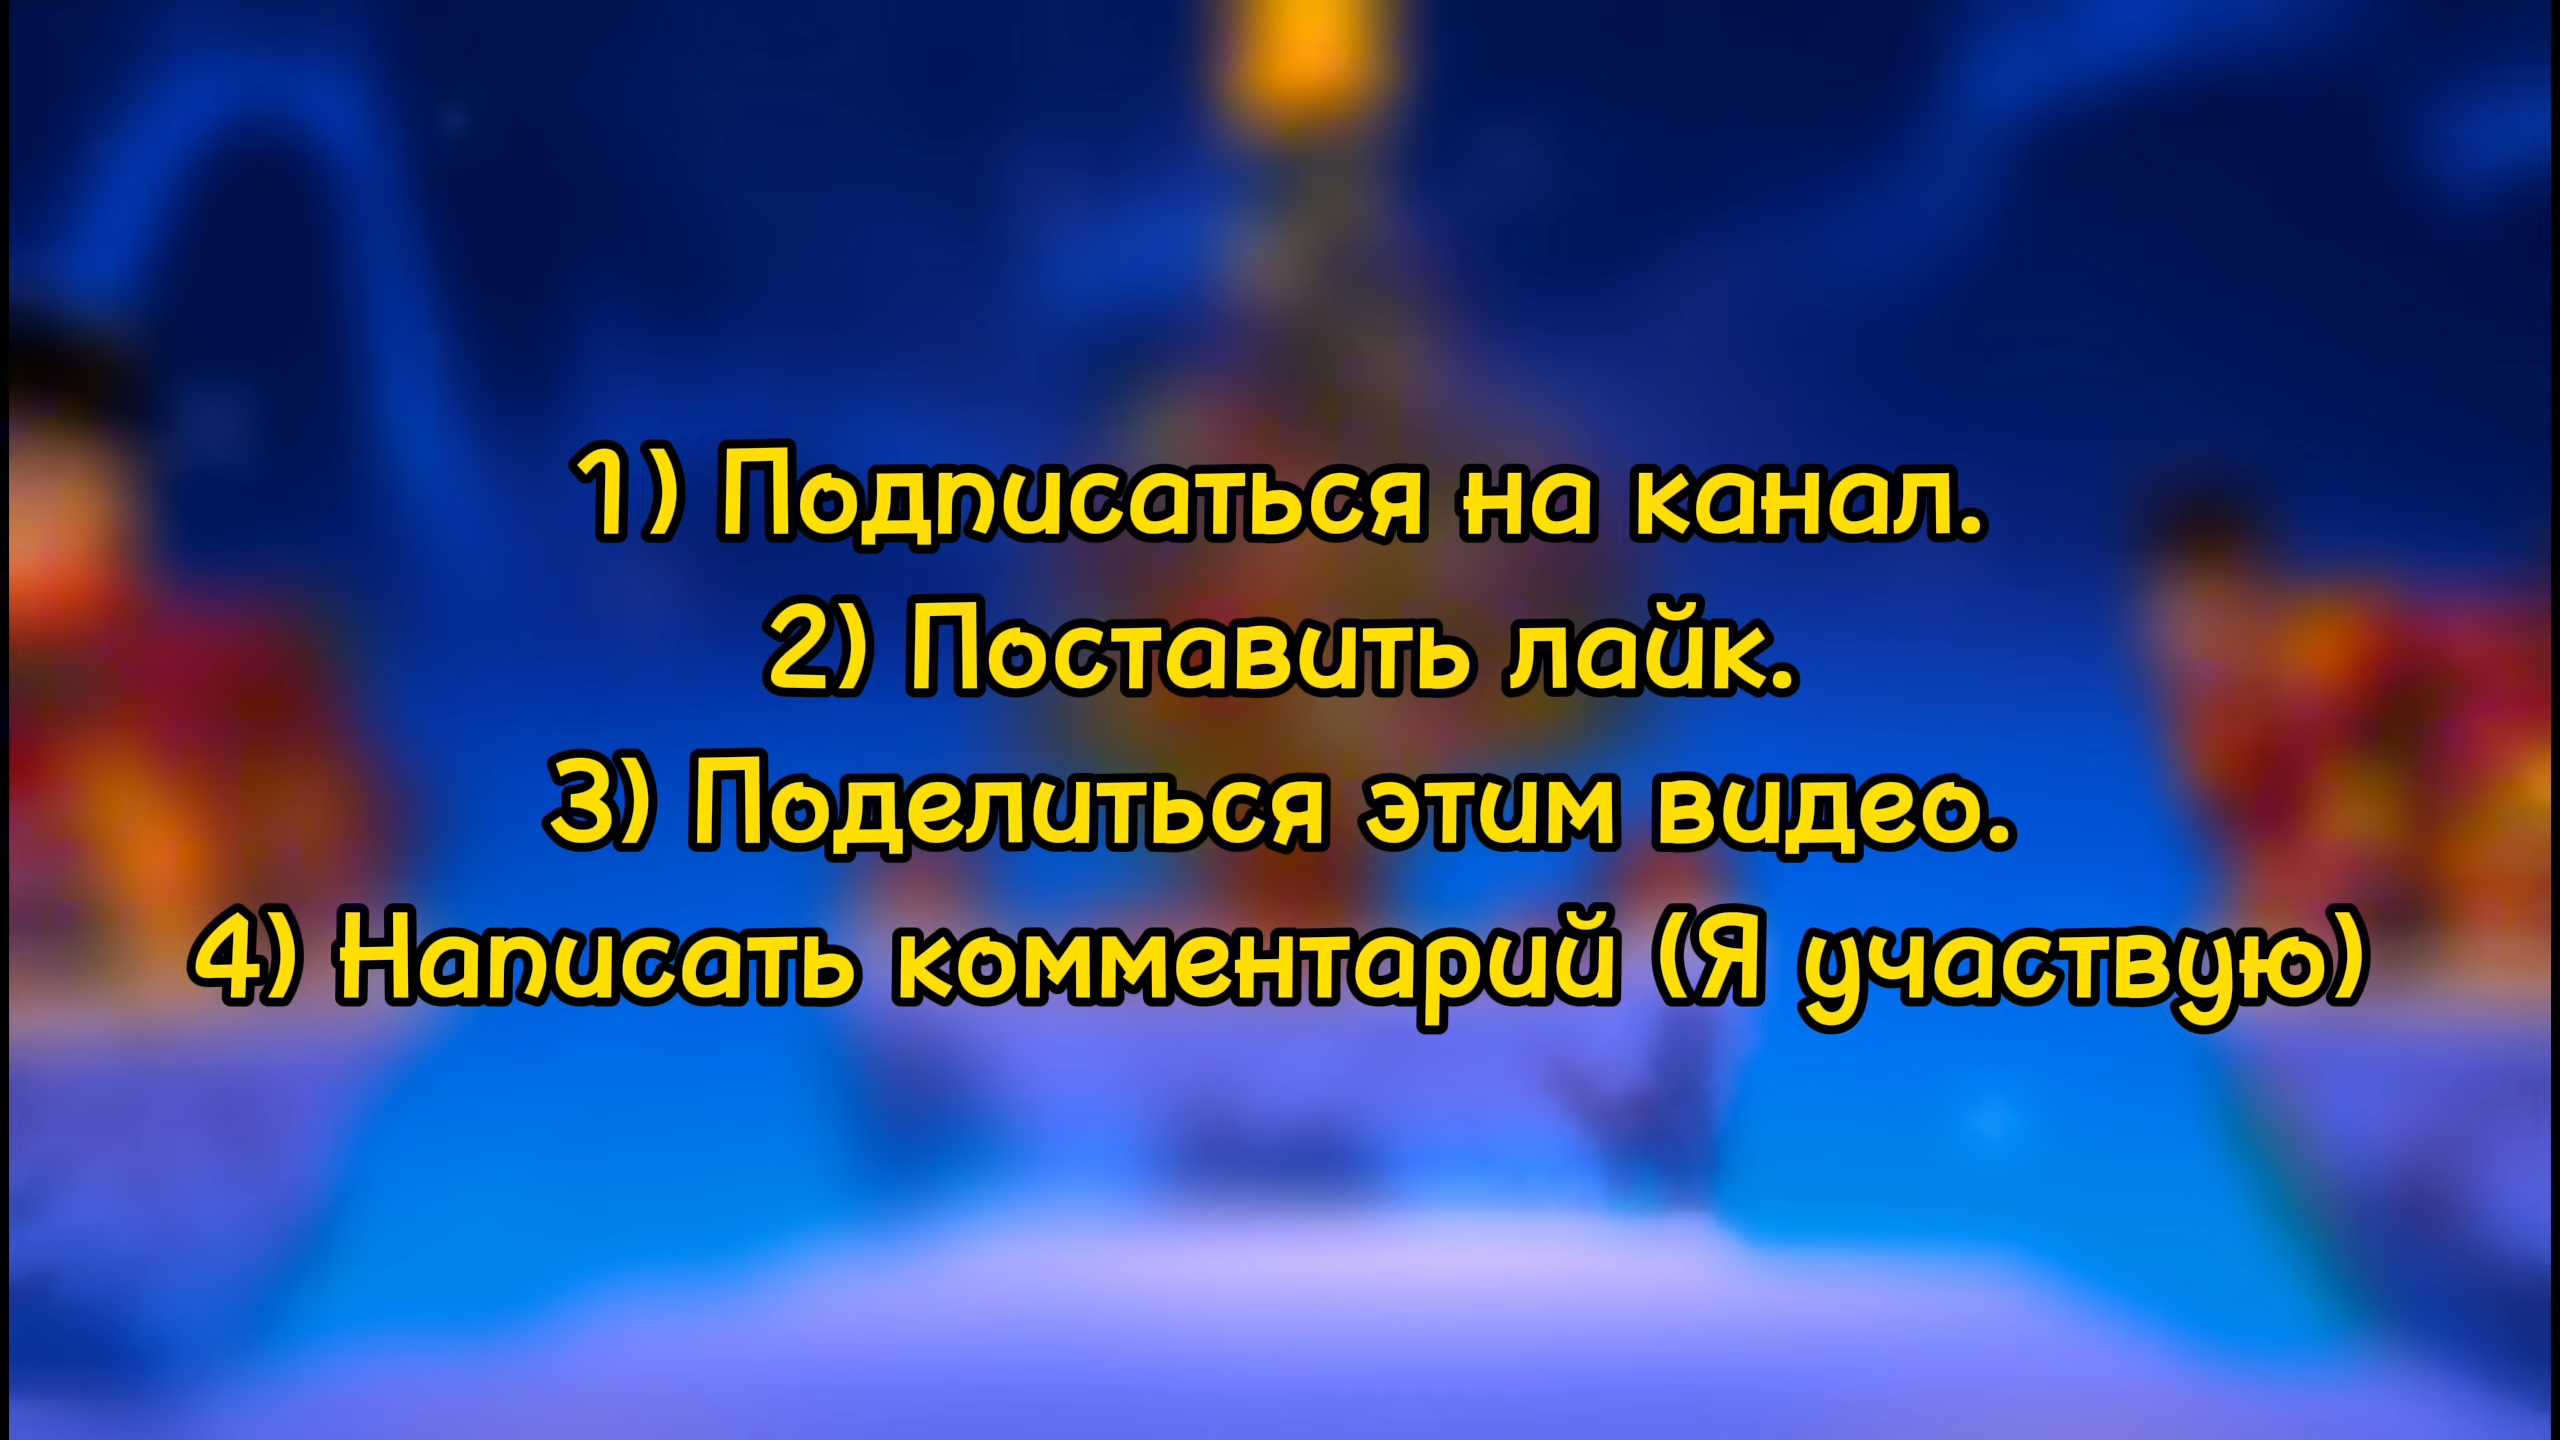 1) Подписаться на канал.
2) Поставить лайк.
3) Поделиться этим видео.
4) Написать комментарий (Я участвую)